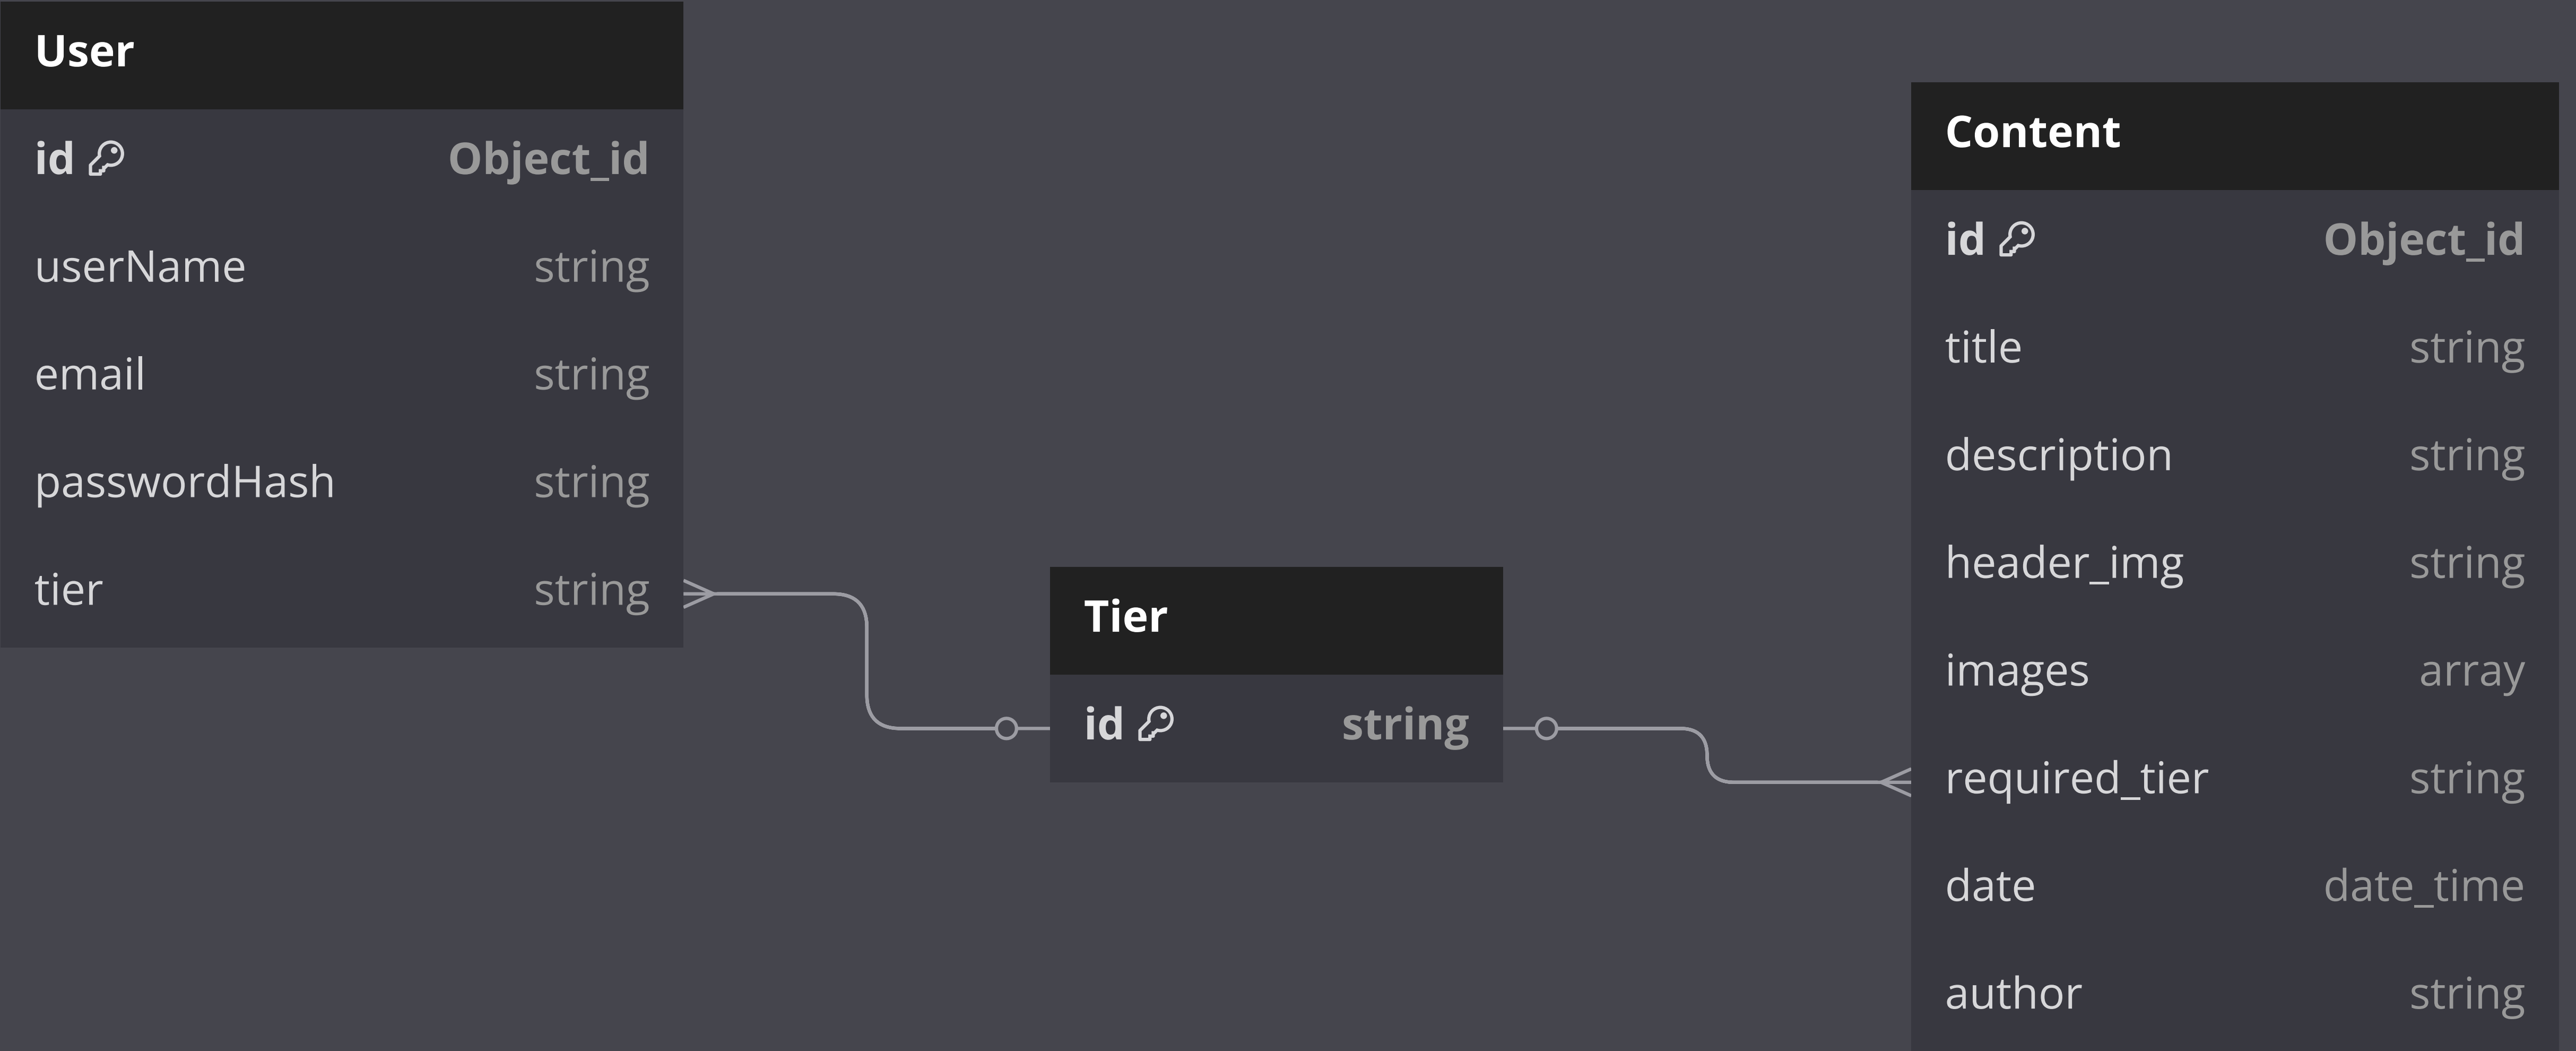 User
id Object_id
userName string
email string
passwordHash string
tier string
Tier
id string
Content
id Object_id
title string
description string
header_img string
images array
required_tier string
date date_time
author string